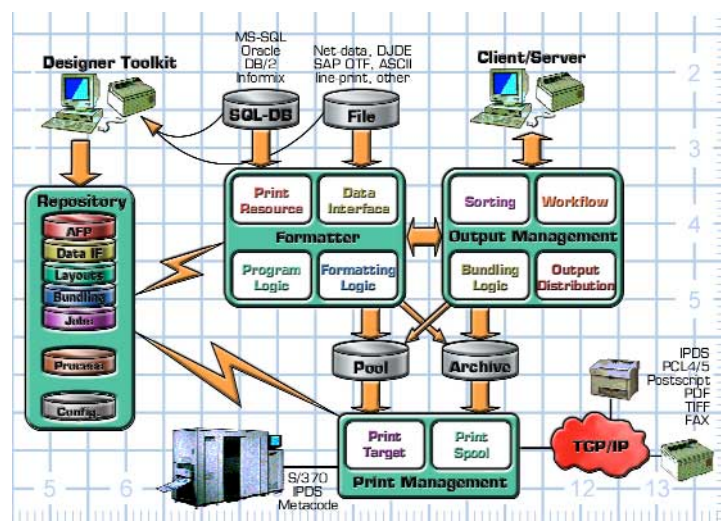 MS-SQL
Oracle
DB/2
Informix
Net-data, DJDE
SAP OTF, ASCII
line-print, other
Designer Toolkit
Client/Server
2
SQL-DB
File
3
Repository
AFP
Data IF
Layouts
Bundling
Jobs
Process
Config.
Print
Resource
Data
Interface
Formatter
Program
Logic
Formatting
Logic
Sorting
Workflow
4
Output Management
Bundling
Logic
Output
Distribution
5
Pool
Archive
IPDS
PCL4/5
Postscript
PDF
TIFF
FAX
Print
Target
Print
Spool
TCP/IP
S/370
IPDS
Metacode
Print Management
5
6
12
13